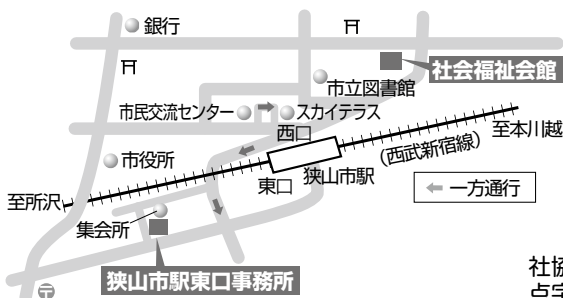 銀行
社会福祉会館
市立図書館
市民交流センター
スカイテラス
西口
至本川越
(西武新宿線)
市役所
狭山市駅
東口
一方通行
至所沢
集会所
狭山市駅東口事務所
社協
点字